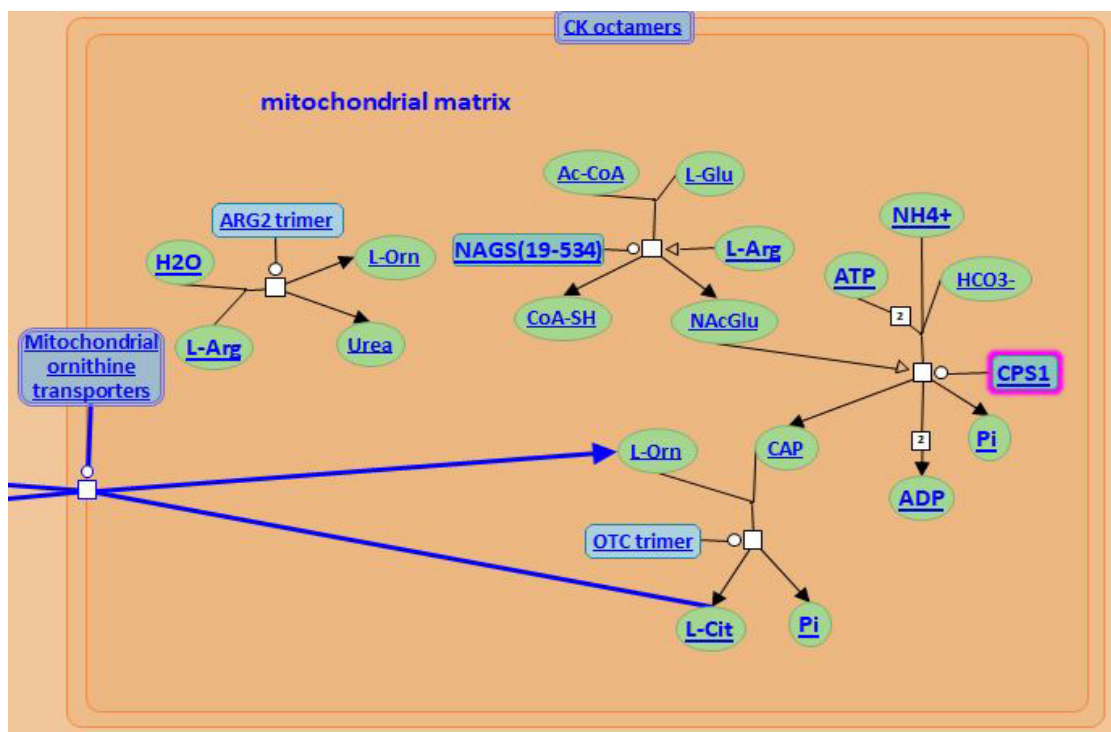 CK octamers
mitochondrial matrix
Ac-CoA
L-Glu
ARG2 trimer
NH4+
NAGS(19-534)
L-Arg
H2O
L-Orn
ATP
HCO3-
2
CoA-SH
NAcGlu
L-Arg
Urea
Mitochondrial
ornithine
transporters
CPS1
L-Orn
CAP
2
Pi
ADP
OTC trimer
L-Cit
Pi